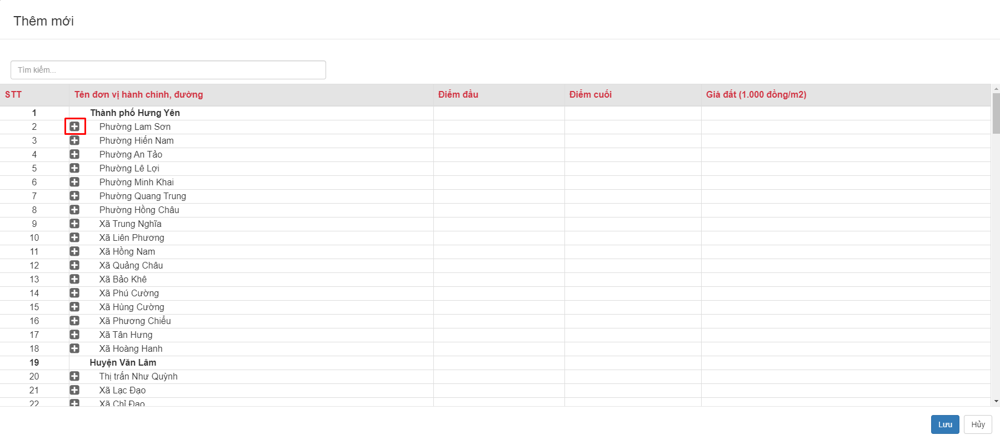 Thêm mới
Tìm kiếm...
STT Tên đơn vị hành chính, đường Điểm đầu Điểm cuối Giá đất (1.000 đồng/m2)
1 Thành phố Hưng Yên
2 Phường Lam Sơn
3 Phường Hiến Nam
4 Phường An Tảo
5 Phường Lê Lợi
6 Phường Minh Khai
7 Phường Quang Trung
8 Phường Hồng Châu
9 Xã Trung Nghĩa
10 Xã Liên Phương
11 Xã Hồng Nam
12 Xã Quảng Châu
13 Xã Bảo Khê
14 Xã Phú Cường
15 Xã Hùng Cường
16 Xã Phương Chiểu
17 Xã Tân Hưng
18 Xã Hoàng Hanh
19 Huyện Văn Lâm
20 Thị trấn Như Quỳnh
21 Xã Lạc Đạo
22 Xã Chỉ Đạo
Lưu Hủy